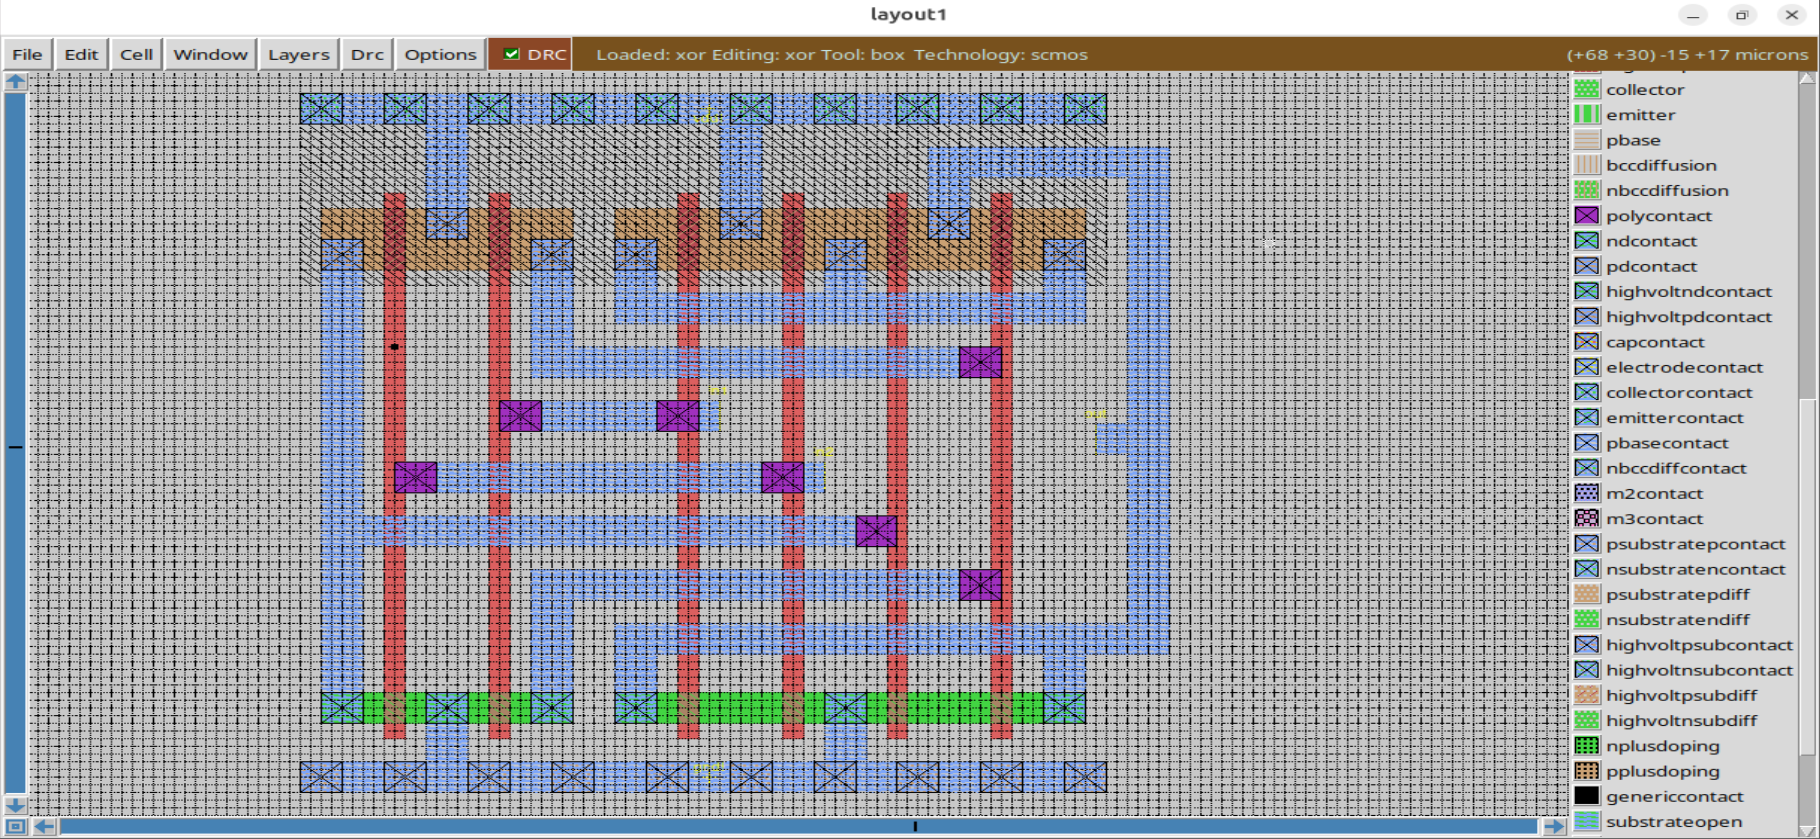 layout1
File Edit Cell Window Layers Drc Options DRC Loaded: xor Editing: xor Tool: box Technology: scmos (+68 +30) -15 +17 microns
collector
emitter
pbase
bccdiffusion
nbccdiffusion
polycontact
ndcontact
pdcontact
highvoltndcontact
highvoltpdcontact
capcontact
electrodecontact
collectorcontact
emittercontact
pbasecontact
nbccdiffcontact
m2contact
m3contact
psubstratepcontact
nsubstratencontact
psubstratepdiff
nsubstratendiff
highvoltpsubcontact
highvoltnsubcontact
highvoltpsubdiff
highvoltnsubdiff
nplusdoping
pplusdoping
genericcontact
substrateopen